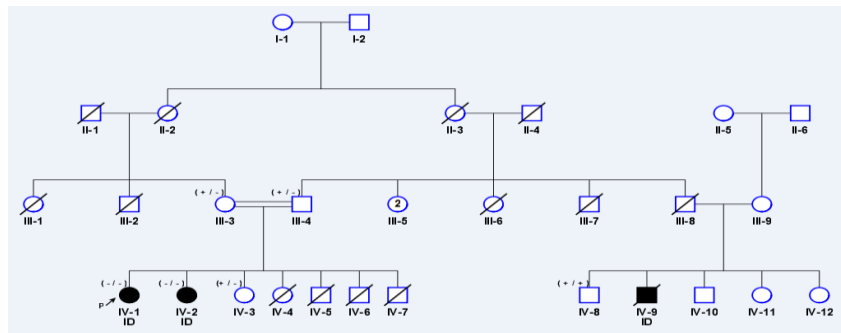 I-1 I-2
II-1 II-2 II-3 II-4 II-5 II-6
(+/-) (+/-)
2
III-1 III-2 III-3 III-4 III-5 III-6 III-7 III-8 III-9
(-/-) (-/-) (+/-) (+/+)
P
IV-1 IV-2 IV-3 IV-4 IV-5 IV-6 IV-7 IV-8 IV-9 IV-10 IV-11 IV-12
ID ID ID